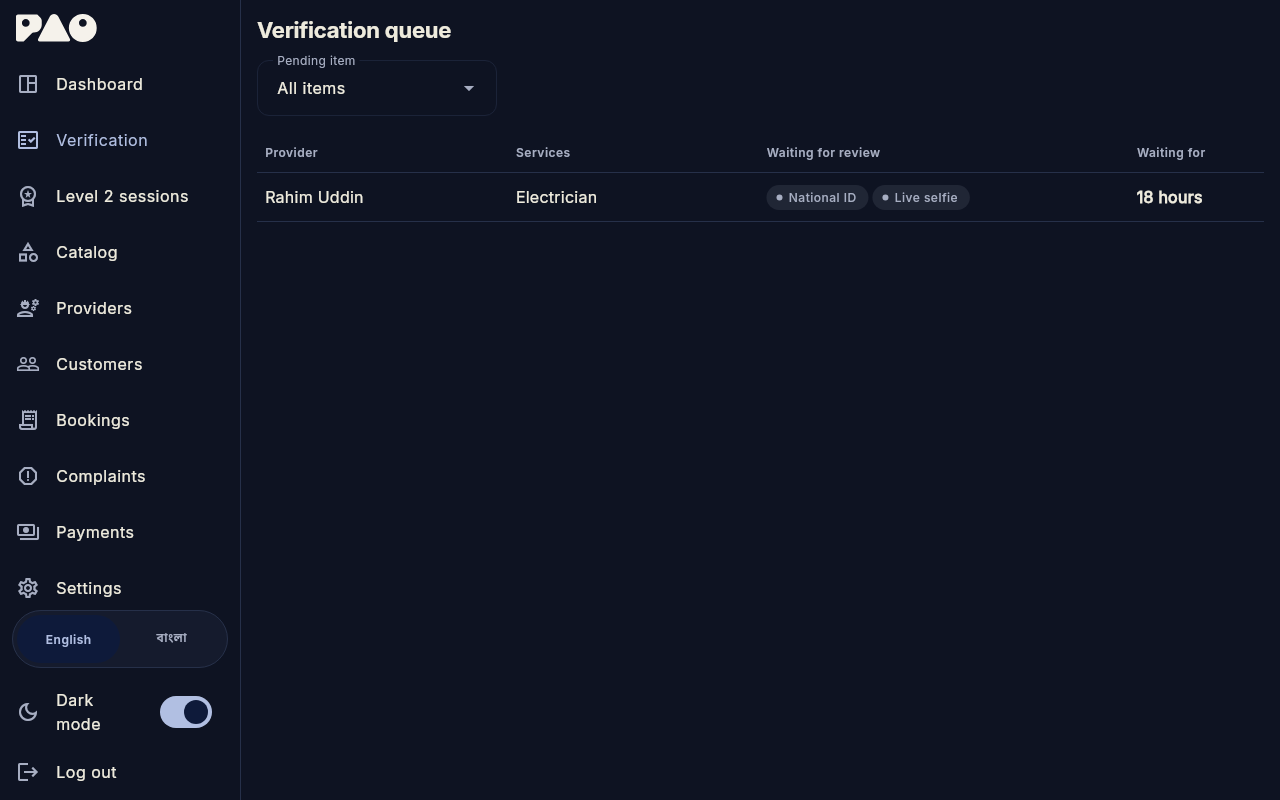 PAO
Verification queue
Dashboard
Verification
Level 2 sessions
Catalog
Providers
Customers
Bookings
Complaints
Payments
Settings
English
বাংলা
Dark
mode
Log out
Pending item
All items
Provider Services Waiting for review Waiting for
Rahim Uddin Electrician National ID Live selfie 18 hours